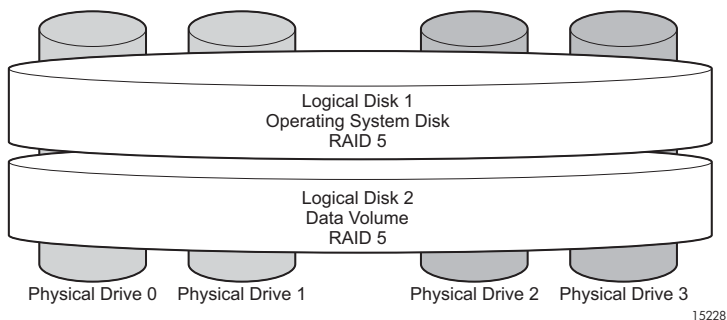 Logical Disk 1
Operating System Disk
RAID 5
Logical Disk 2
Data Volume
RAID 5
Physical Drive 0 Physical Drive 1 Physical Drive 2 Physical Drive 3
15228